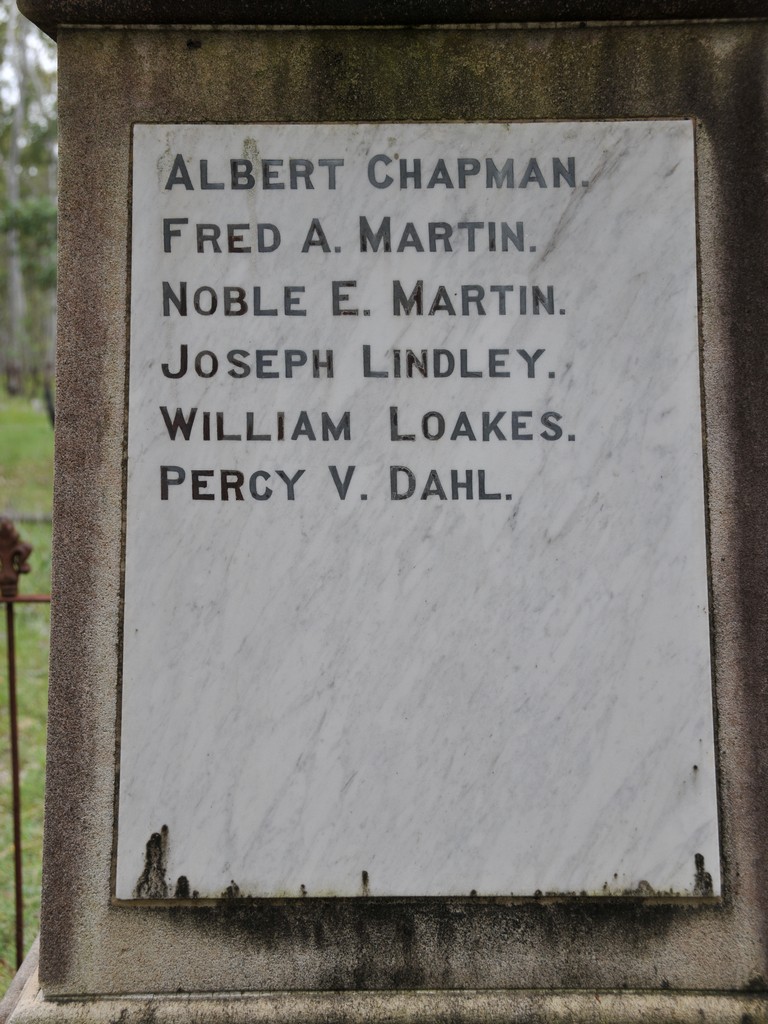 ALBERT CHAPMAN.
FRED A. MARTIN.
NOBLE E. MARTIN.
JOSEPH LINDLEY.
WILLIAM LOAKES.
PERCY V. DAHL.